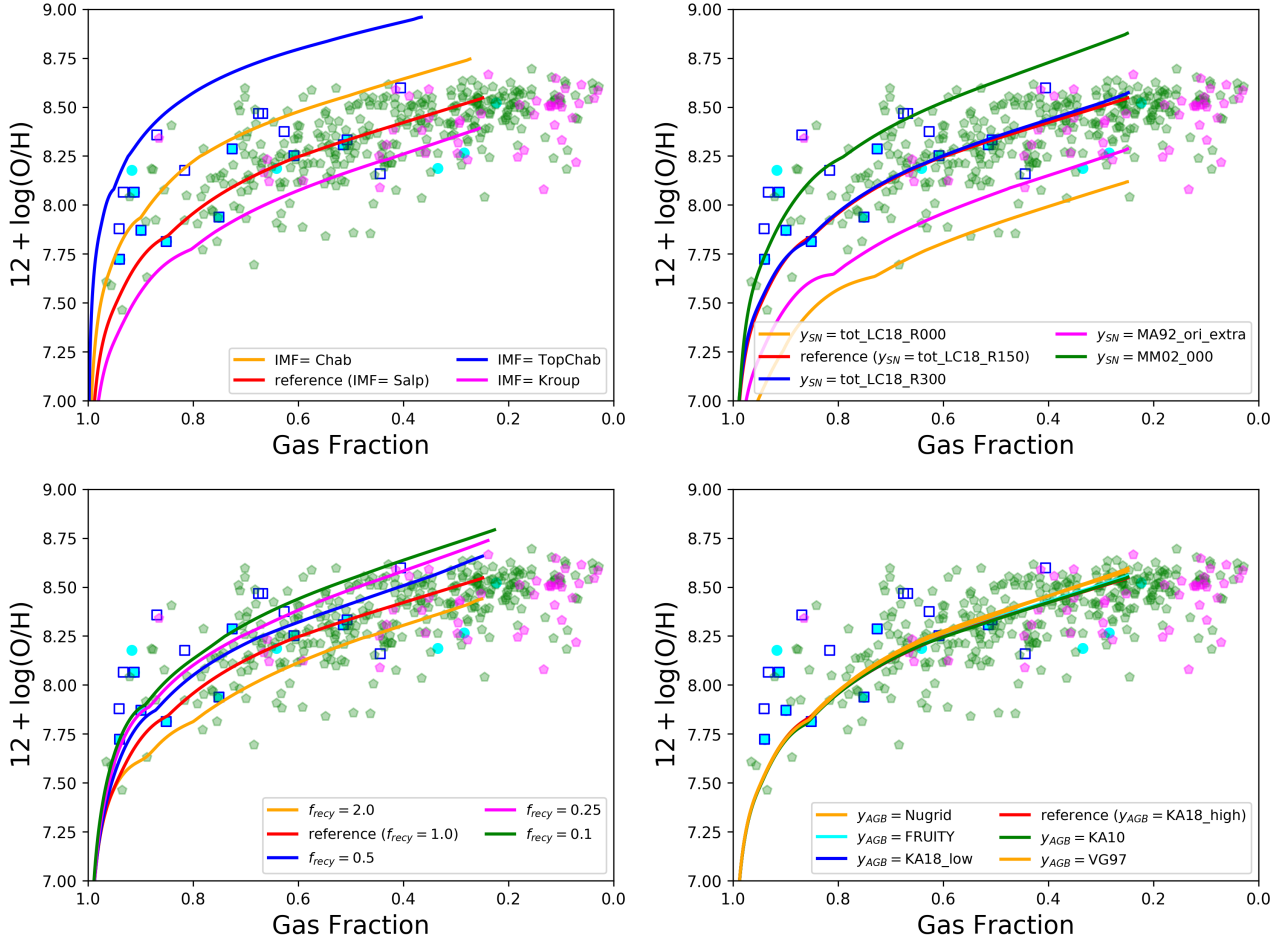 9.00
8.75
8.50
8.25
8.00
7.75
7.50
7.25
7.00
12 + log(O/H)
IMF= Chab
reference (IMF= Salp)
IMF= TopChab
IMF= Kroup
1.0 0.8 0.6 0.4 0.2 0.0
Gas Fraction
9.00
8.75
8.50
8.25
8.00
7.75
7.50
7.25
7.00
12 + log(O/H)
y_SN = tot_LC18_R000
reference (y_SN = tot_LC18_R150)
y_SN = tot_LC18_R300
y_SN = MA92_ori_extra
y_SN = MM02_000
1.0 0.8 0.6 0.4 0.2 0.0
Gas Fraction
9.00
8.75
8.50
8.25
8.00
7.75
7.50
7.25
7.00
12 + log(O/H)
f_recy = 2.0
reference (f_recy = 1.0)
f_recy = 0.5
f_recy = 0.25
f_recy = 0.1
1.0 0.8 0.6 0.4 0.2 0.0
Gas Fraction
9.00
8.75
8.50
8.25
8.00
7.75
7.50
7.25
7.00
12 + log(O/H)
y_AGB = Nugrid
y_AGB = FRUITY
y_AGB = KA18_low
reference (y_AGB = KA18_high)
y_AGB = KA10
y_AGB = VG97
1.0 0.8 0.6 0.4 0.2 0.0
Gas Fraction